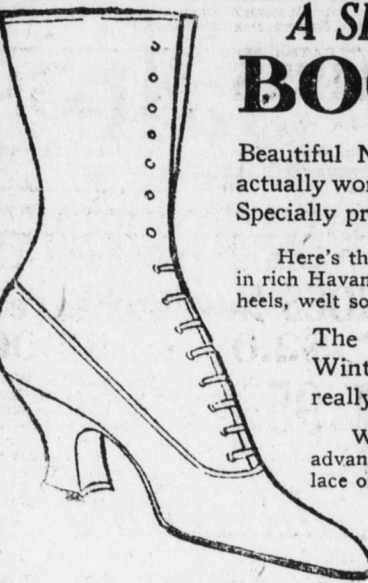 A S
BO
Beautiful N
actually wor
Specially pr
Here's th
in rich Havan
heels, welt so
The
Wint
really
W
advan
lace o